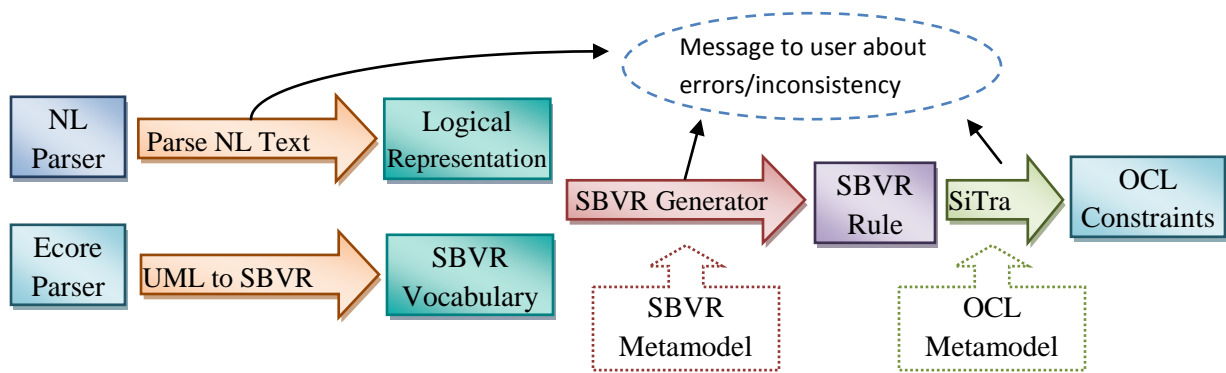 Message to user about
errors/inconsistency
NL
Parser
Parse NL Text
Logical
Representation
SBVR Generator
SBVR
Rule
SiTra
OCL
Constraints
Ecore
Parser
UML to SBVR
SBVR
Vocabulary
SBVR
Metamodel
OCL
Metamodel